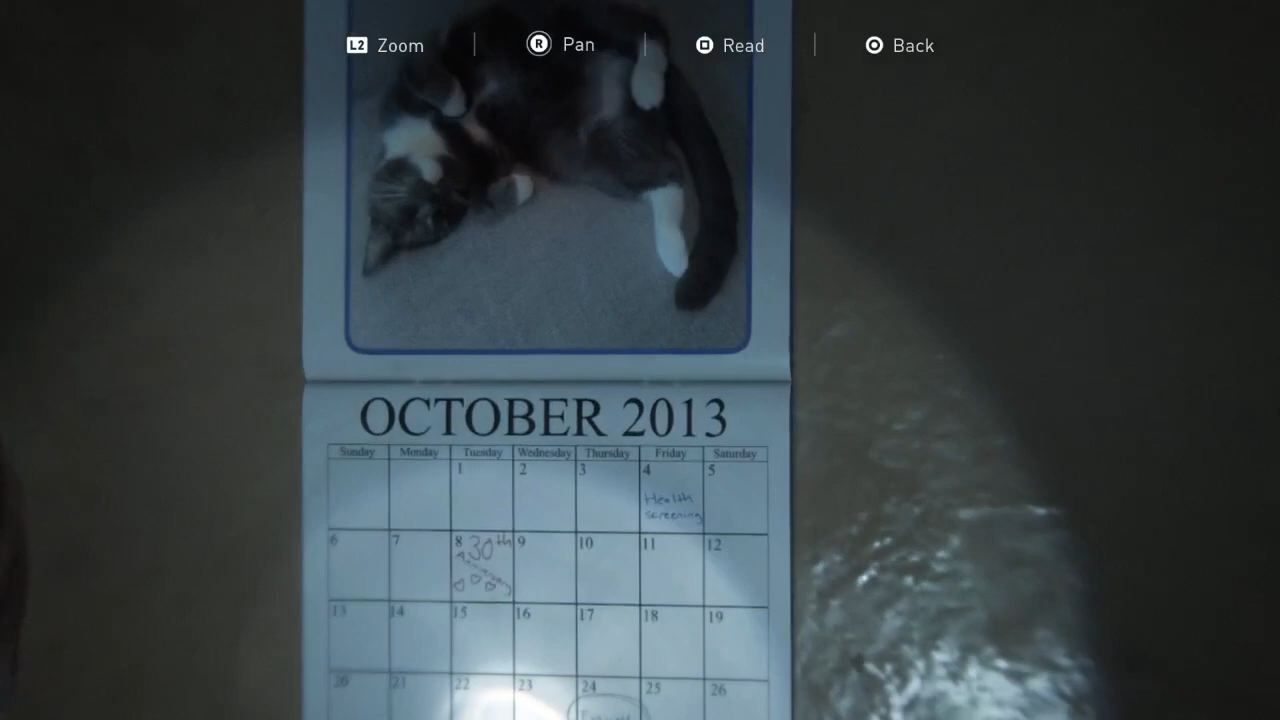 L2 Zoom R Pan Read Back
OCTOBER 2013
Sunday Monday Tuesday Wednesday Thursday Friday Saturday
1 2 3 4 5
Health
screening
6 7 8 30th 9 10 11 12
Anniversary
13 14 15 16 17 18 19
20 21 22 23 24 25 26